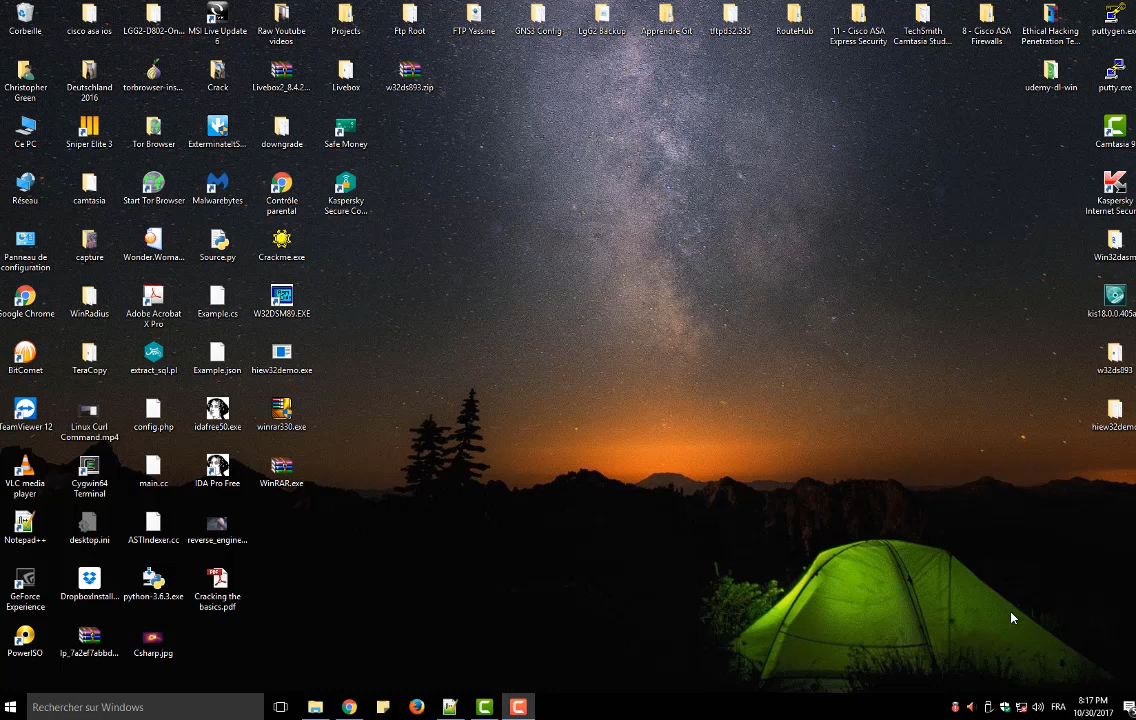 Corbeille
cisco asa ios
LGG2-D802-On...
MSI Live Update
6
Raw Youtube
videos
Projects
Ftp Root
FTP Yassine
GNS3 Config
LgG2 Backup
Apprendre Git
tftpd32.335
RouteHub
11 - Cisco ASA
Express Security
TechSmith
Camtasia Stud...
8 - Cisco ASA
Firewalls
Ethical Hacking
Penetration Te...
puttygen.exe
Christopher
Green
Deutschland
2016
torbrowser-ins...
Crack
Livebox2_8.4.2...
Livebox
w32ds893.zip
udemy-dl-win
putty.exe
Ce PC
Sniper Elite 3
Tor Browser
ExterminateItS...
downgrade
Safe Money
Camtasia 9
Réseau
camtasia
Start Tor Browser
Malwarebytes
Contrôle
parental
Kaspersky
Secure Co...
Kaspersky
Internet Secur
Panneau de
configuration
capture
Wonder.Woma...
Source.py
Crackme.exe
Win32dasm
Google Chrome
WinRadius
Adobe Acrobat
X Pro
Example.cs
W32DSM89.EXE
kis18.0.0.405a
BitComet
TeraCopy
extract_sql.pl
Example.json
hiew32demo.exe
w32ds893
TeamViewer 12
Linux Curl
Command.mp4
config.php
idafree50.exe
winrar330.exe
hiew32demo
VLC media
player
Cygwin64
Terminal
main.cc
IDA Pro Free
WinRAR.exe
Notepad++
desktop.ini
ASTIndexer.cc
reverse_engine...
GeForce
Experience
DropboxInstall...
python-3.6.3.exe
Cracking the
basics.pdf
PowerISO
lp_7a2ef7abbd...
Csharp.jpg
Rechercher sur Windows
FRA
8:17 PM
10/30/2017